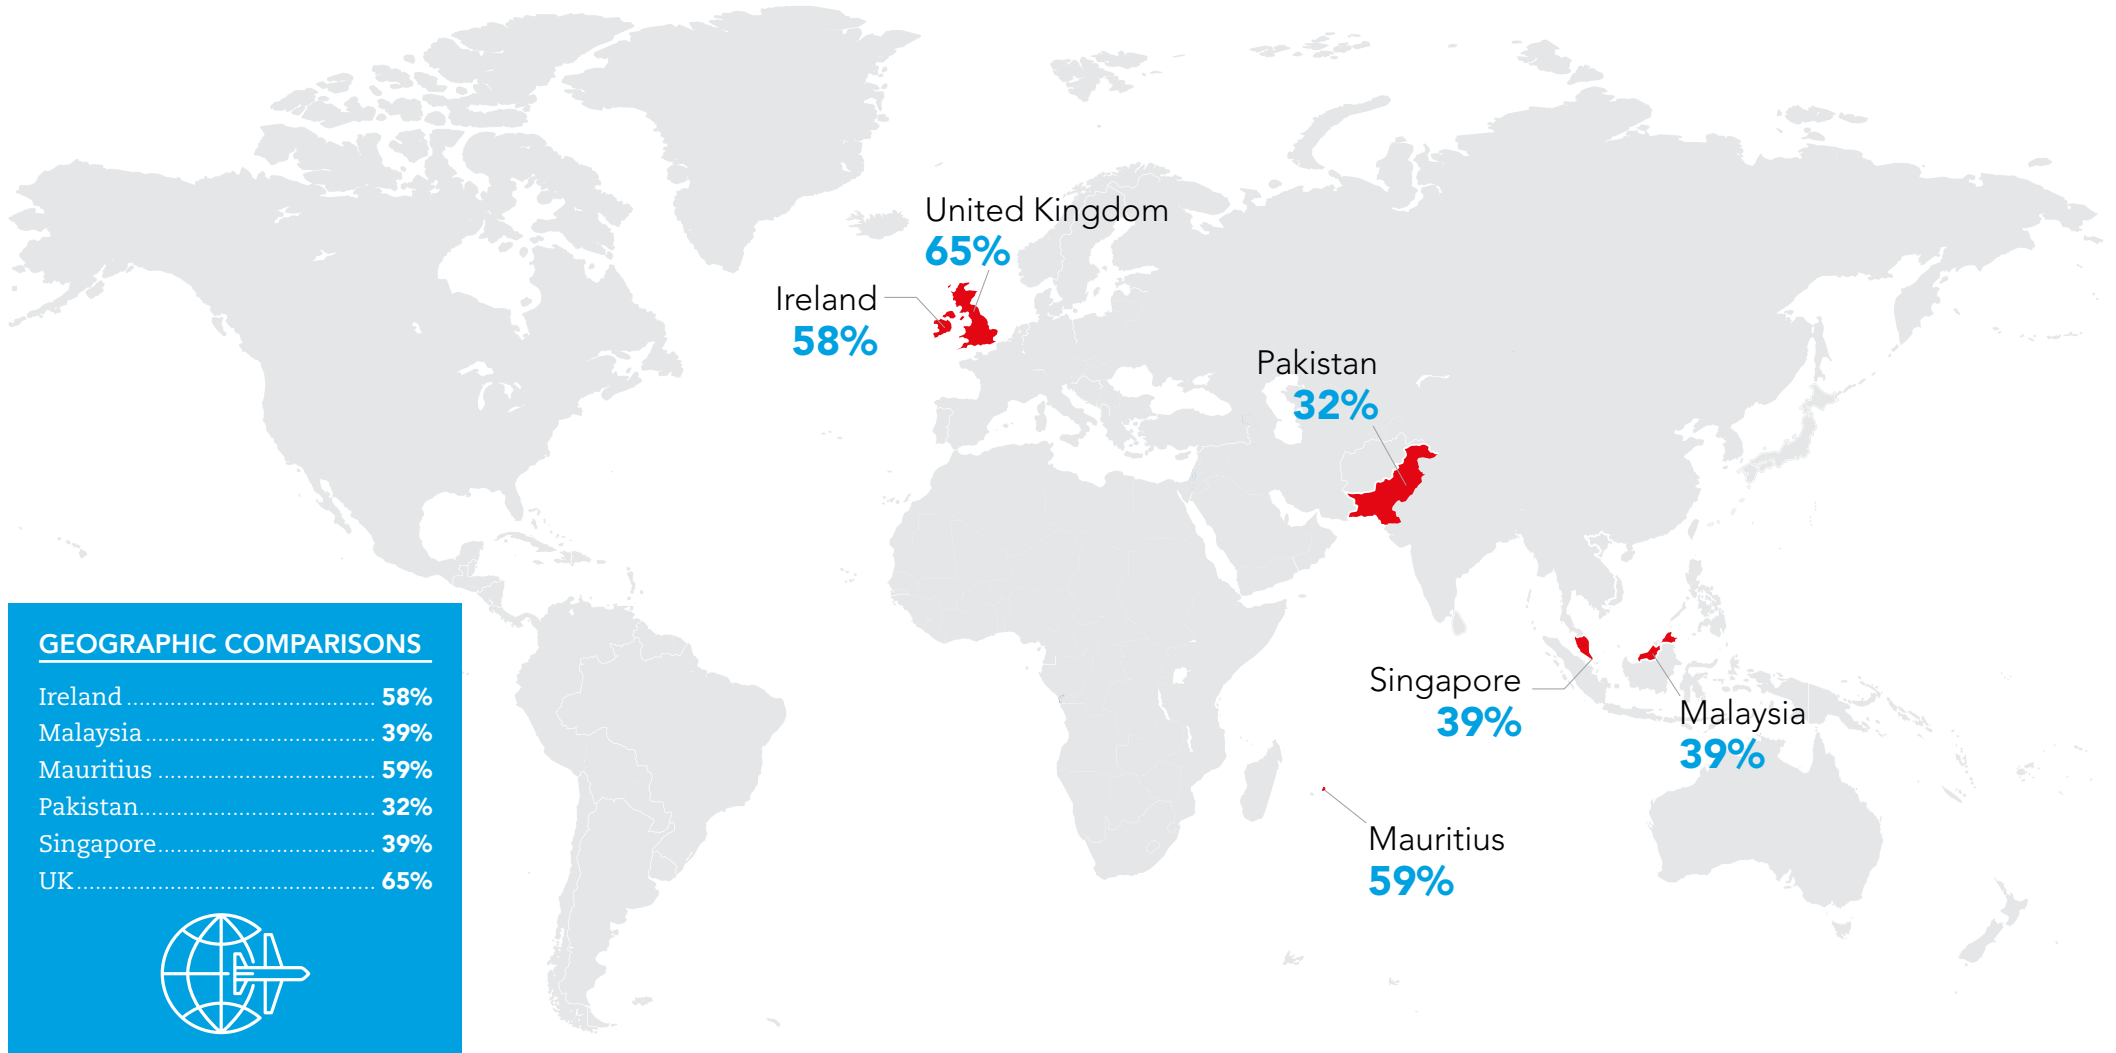 United Kingdom
65%
Ireland
58%
Pakistan
32%
Singapore
39%
Malaysia
39%
Mauritius
59%
GEOGRAPHIC COMPARISONS
Ireland ........................................ 58%
Malaysia ..................................... 39%
Mauritius ................................... 59%
Pakistan...................................... 32%
Singapore................................... 39%
UK................................................ 65%